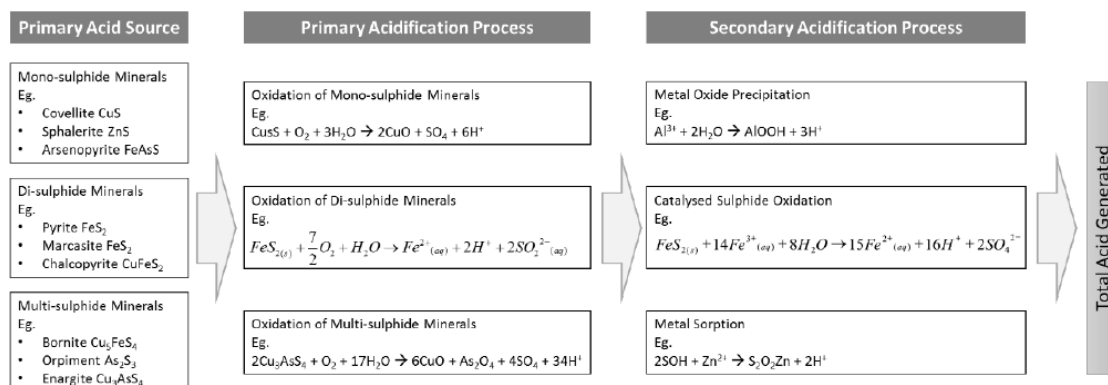 Primary Acid Source
Primary Acidification Process
Secondary Acidification Process
Mono-sulphide Minerals
Eg.
• Covellite CuS
• Sphalerite ZnS
• Arsenopyrite FeAsS
Di-sulphide Minerals
Eg.
• Pyrite FeS₂
• Marcasite FeS₂
• Chalcopyrite CuFeS₂
Multi-sulphide Minerals
Eg.
• Bornite Cu₅FeS₄
• Orpiment As₂S₃
• Enargite Cu₃AsS₄
Oxidation of Mono-sulphide Minerals
Eg.
CusS + O₂ + 3H₂O → 2CuO + SO₄ + 6H⁺
Oxidation of Di-sulphide Minerals
Eg.
FeS₂₍ₛ₎ + 7/2 O₂ + H₂O → Fe²⁺(aq) + 2H⁺ + 2SO₂²⁻(aq)
Oxidation of Multi-sulphide Minerals
Eg.
2Cu₃AsS₄ + O₂ + 17H₂O → 6CuO + As₂O₄ + 4SO₄ + 34H⁺
Metal Oxide Precipitation
Eg.
Al³⁺ + 2H₂O → AlOOH + 3H⁺
Catalysed Sulphide Oxidation
Eg.
FeS₂₍ₛ₎ + 14Fe³⁺(aq) + 8H₂O → 15Fe²⁺(aq) + 16H⁺ + 2SO₄²⁻
Metal Sorption
Eg.
2SOH + Zn²⁺ → S₂O₂Zn + 2H⁺
Total Acid Generated